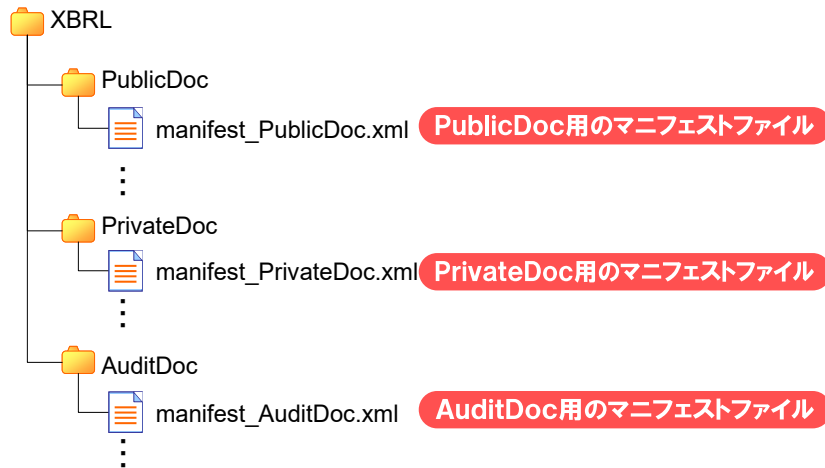 XBRL
PublicDoc
manifest_PublicDoc.xml PublicDoc用のマニフェストファイル
PrivateDoc
manifest_PrivateDoc.xml PrivateDoc用のマニフェストファイル
AuditDoc
manifest_AuditDoc.xml AuditDoc用のマニフェストファイル